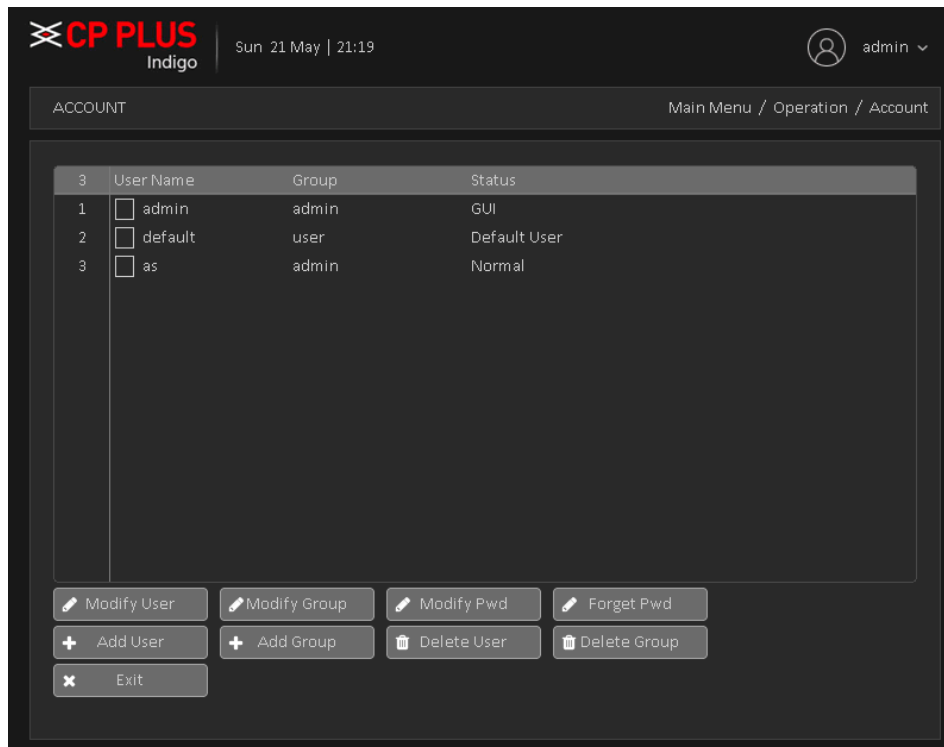 CP PLUS
Indigo
Sun 21 May | 21:19
admin
ACCOUNT
Main Menu / Operation / Account
3 User Name Group Status
1 admin admin GUI
2 default user Default User
3 as admin Normal
Modify User Modify Group Modify Pwd Forget Pwd
Add User Add Group Delete User Delete Group
Exit